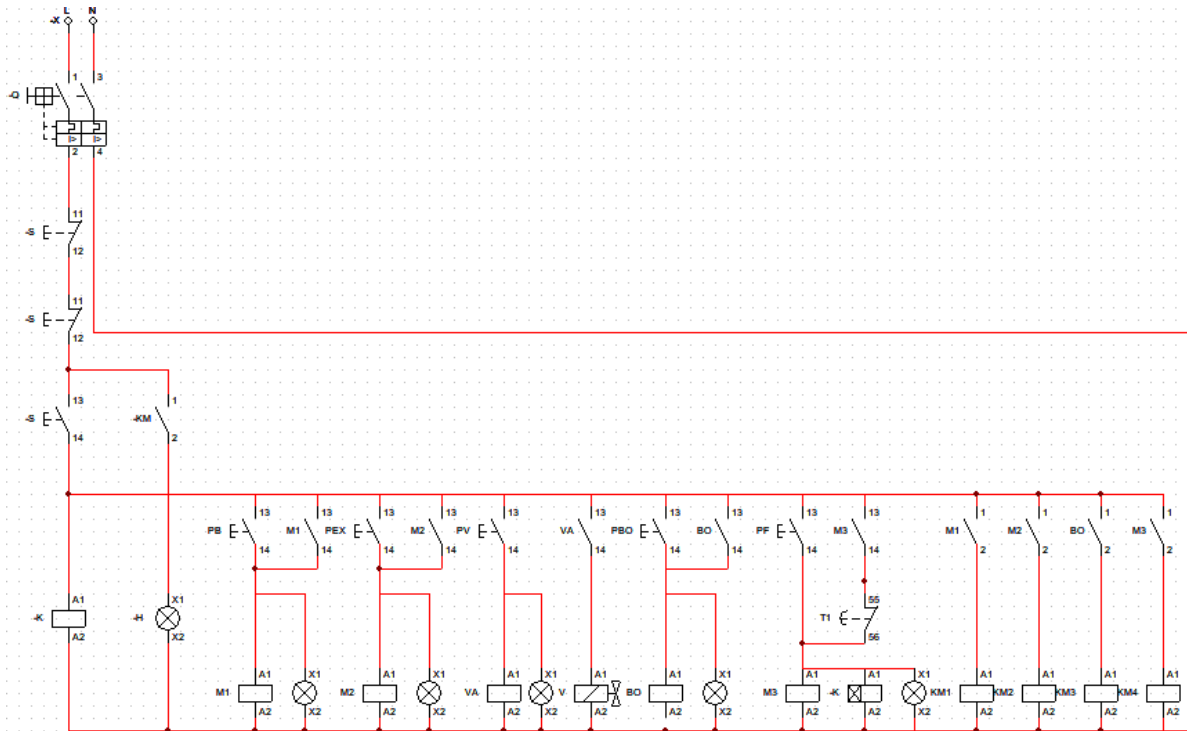 L N
-X
1 3
-Q
I> I>
2 4
11
-S
12
11
-S
12
13 1
-S -KM
14 2
13 13 13 13 13 13 13 13 13 13 1 1 1 1
PB M1 PEX M2 PV VA PBO BO PF M3 M1 M2 BO M3
14 14 14 14 14 14 14 14 14 14 2 2 2 2
A1 X1 55
-K -H T1
A2 X2 56
A1 X1 A1 X1 A1 X1 A1 A1 X1 A1 A1 X1 A1 A1 A1 A1
M1 M2 VA V BO M3 -K KM1 KM2 KM3 KM4
A2 X2 A2 X2 A2 X2 A2 A2 X2 A2 A2 X2 A2 A2 A2 A2